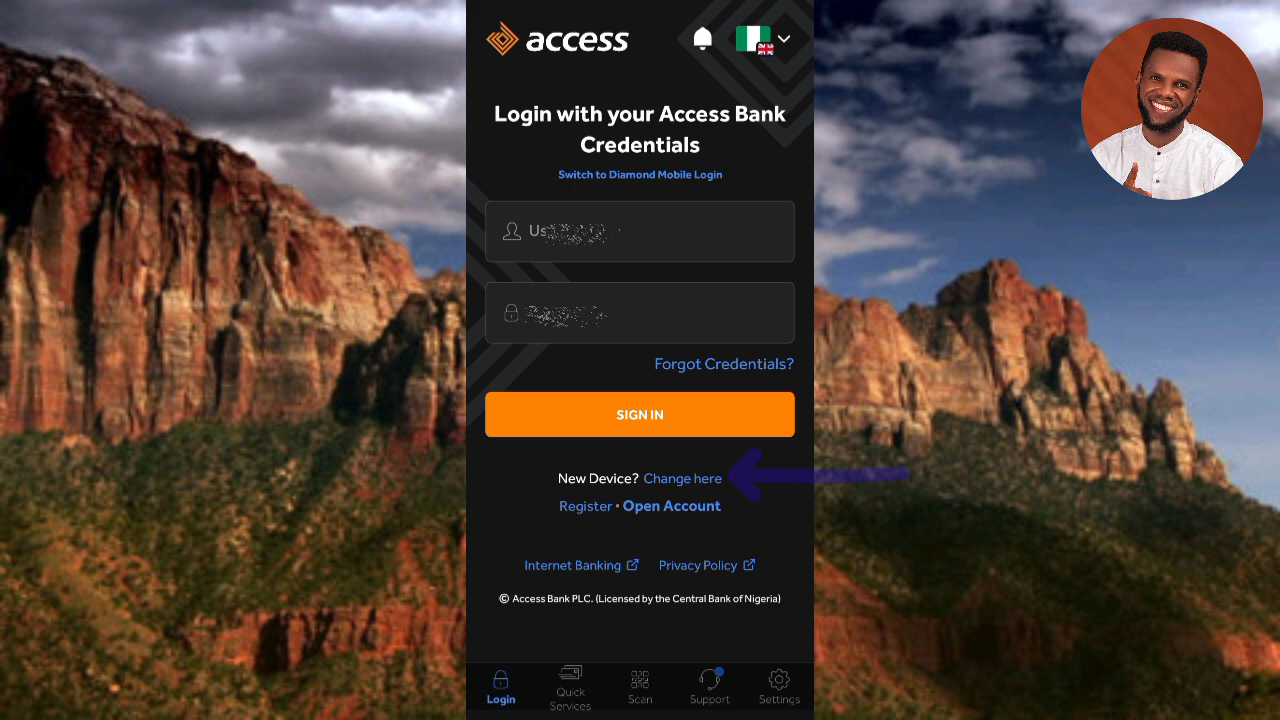 access
Login with your Access Bank
Credentials
Switch to Diamond Mobile Login
Forgot Credentials?
SIGN IN
New Device? Change here
Register • Open Account
Internet Banking
Privacy Policy
© Access Bank PLC. (Licensed by the Central Bank of Nigeria)
Login
Quick
Services
Scan
Support
Settings